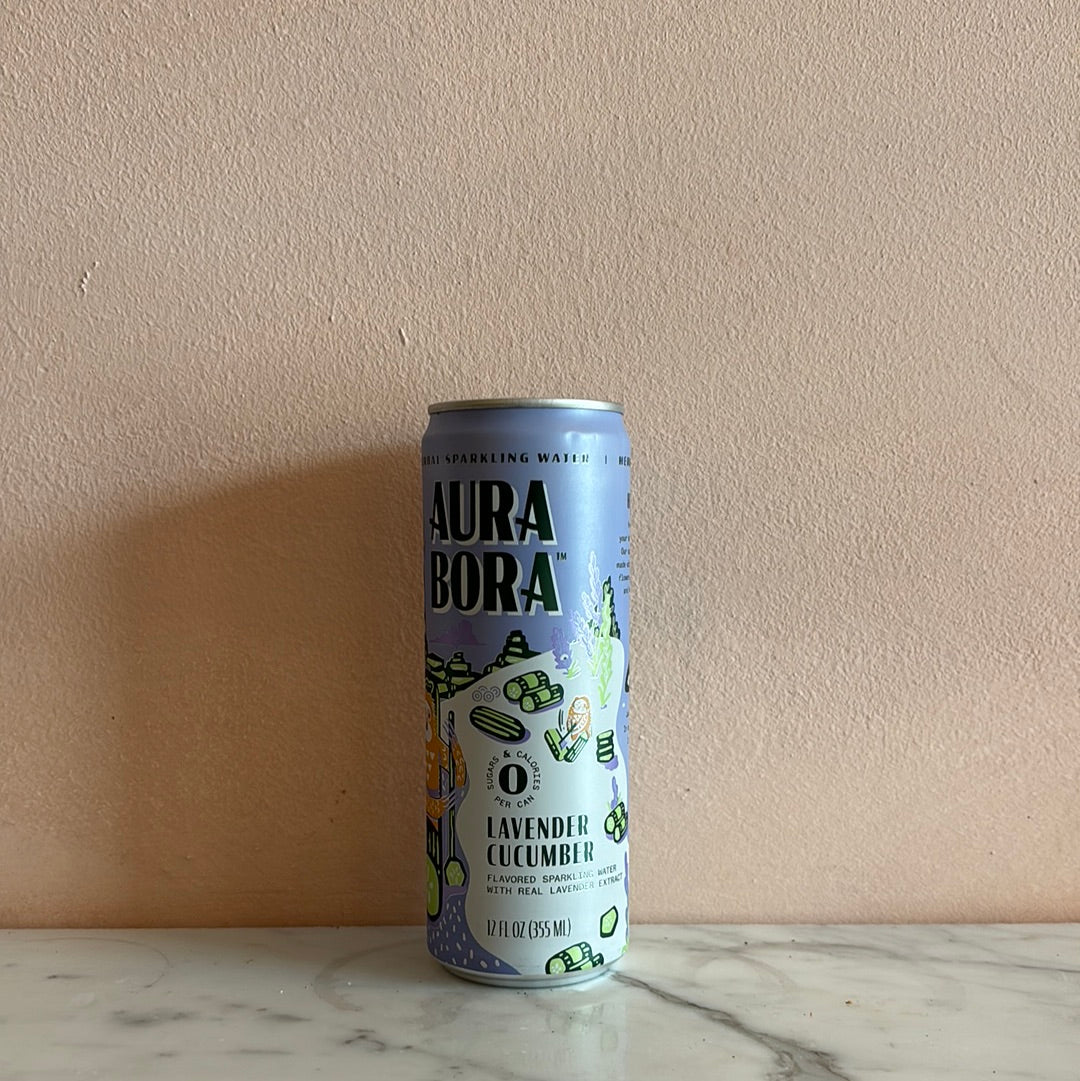 SPARKLING WATER | 
AURA
BORA™
SUGARS & CALORIES
0
PER CAN
LAVENDER
CUCUMBER
FLAVORED SPARKLING WATER
WITH REAL LAVENDER EXTRACT
12 FL OZ (355 ML)